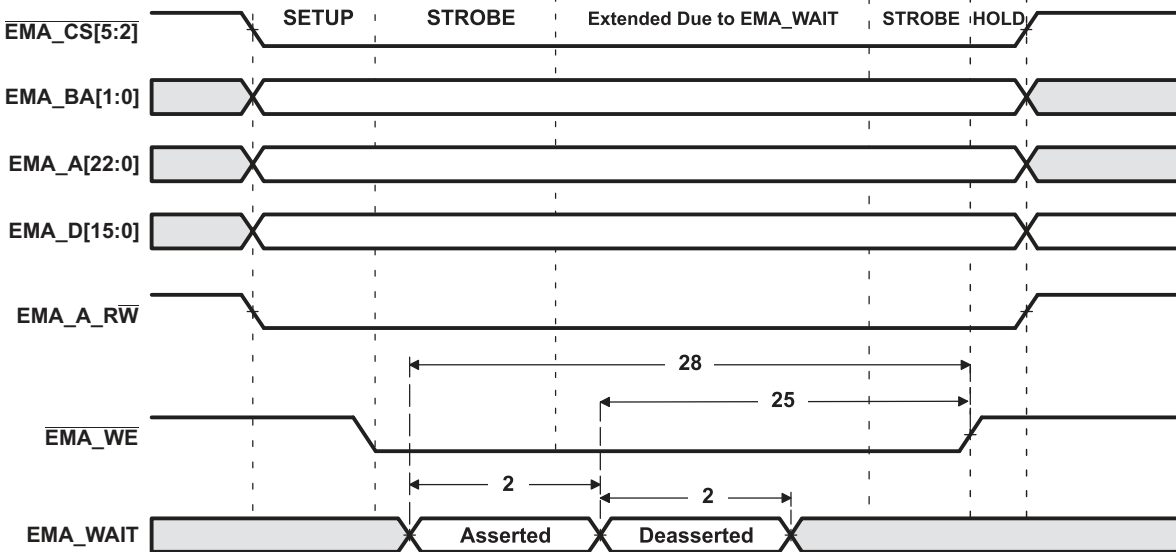 SETUP STROBE Extended Due to EMA_WAIT STROBE HOLD
EMA_CS[5:2]
EMA_BA[1:0]
EMA_A[22:0]
EMA_D[15:0]
EMA_A_RW
28
25
EMA_WE
2
2
EMA_WAIT Asserted Deasserted